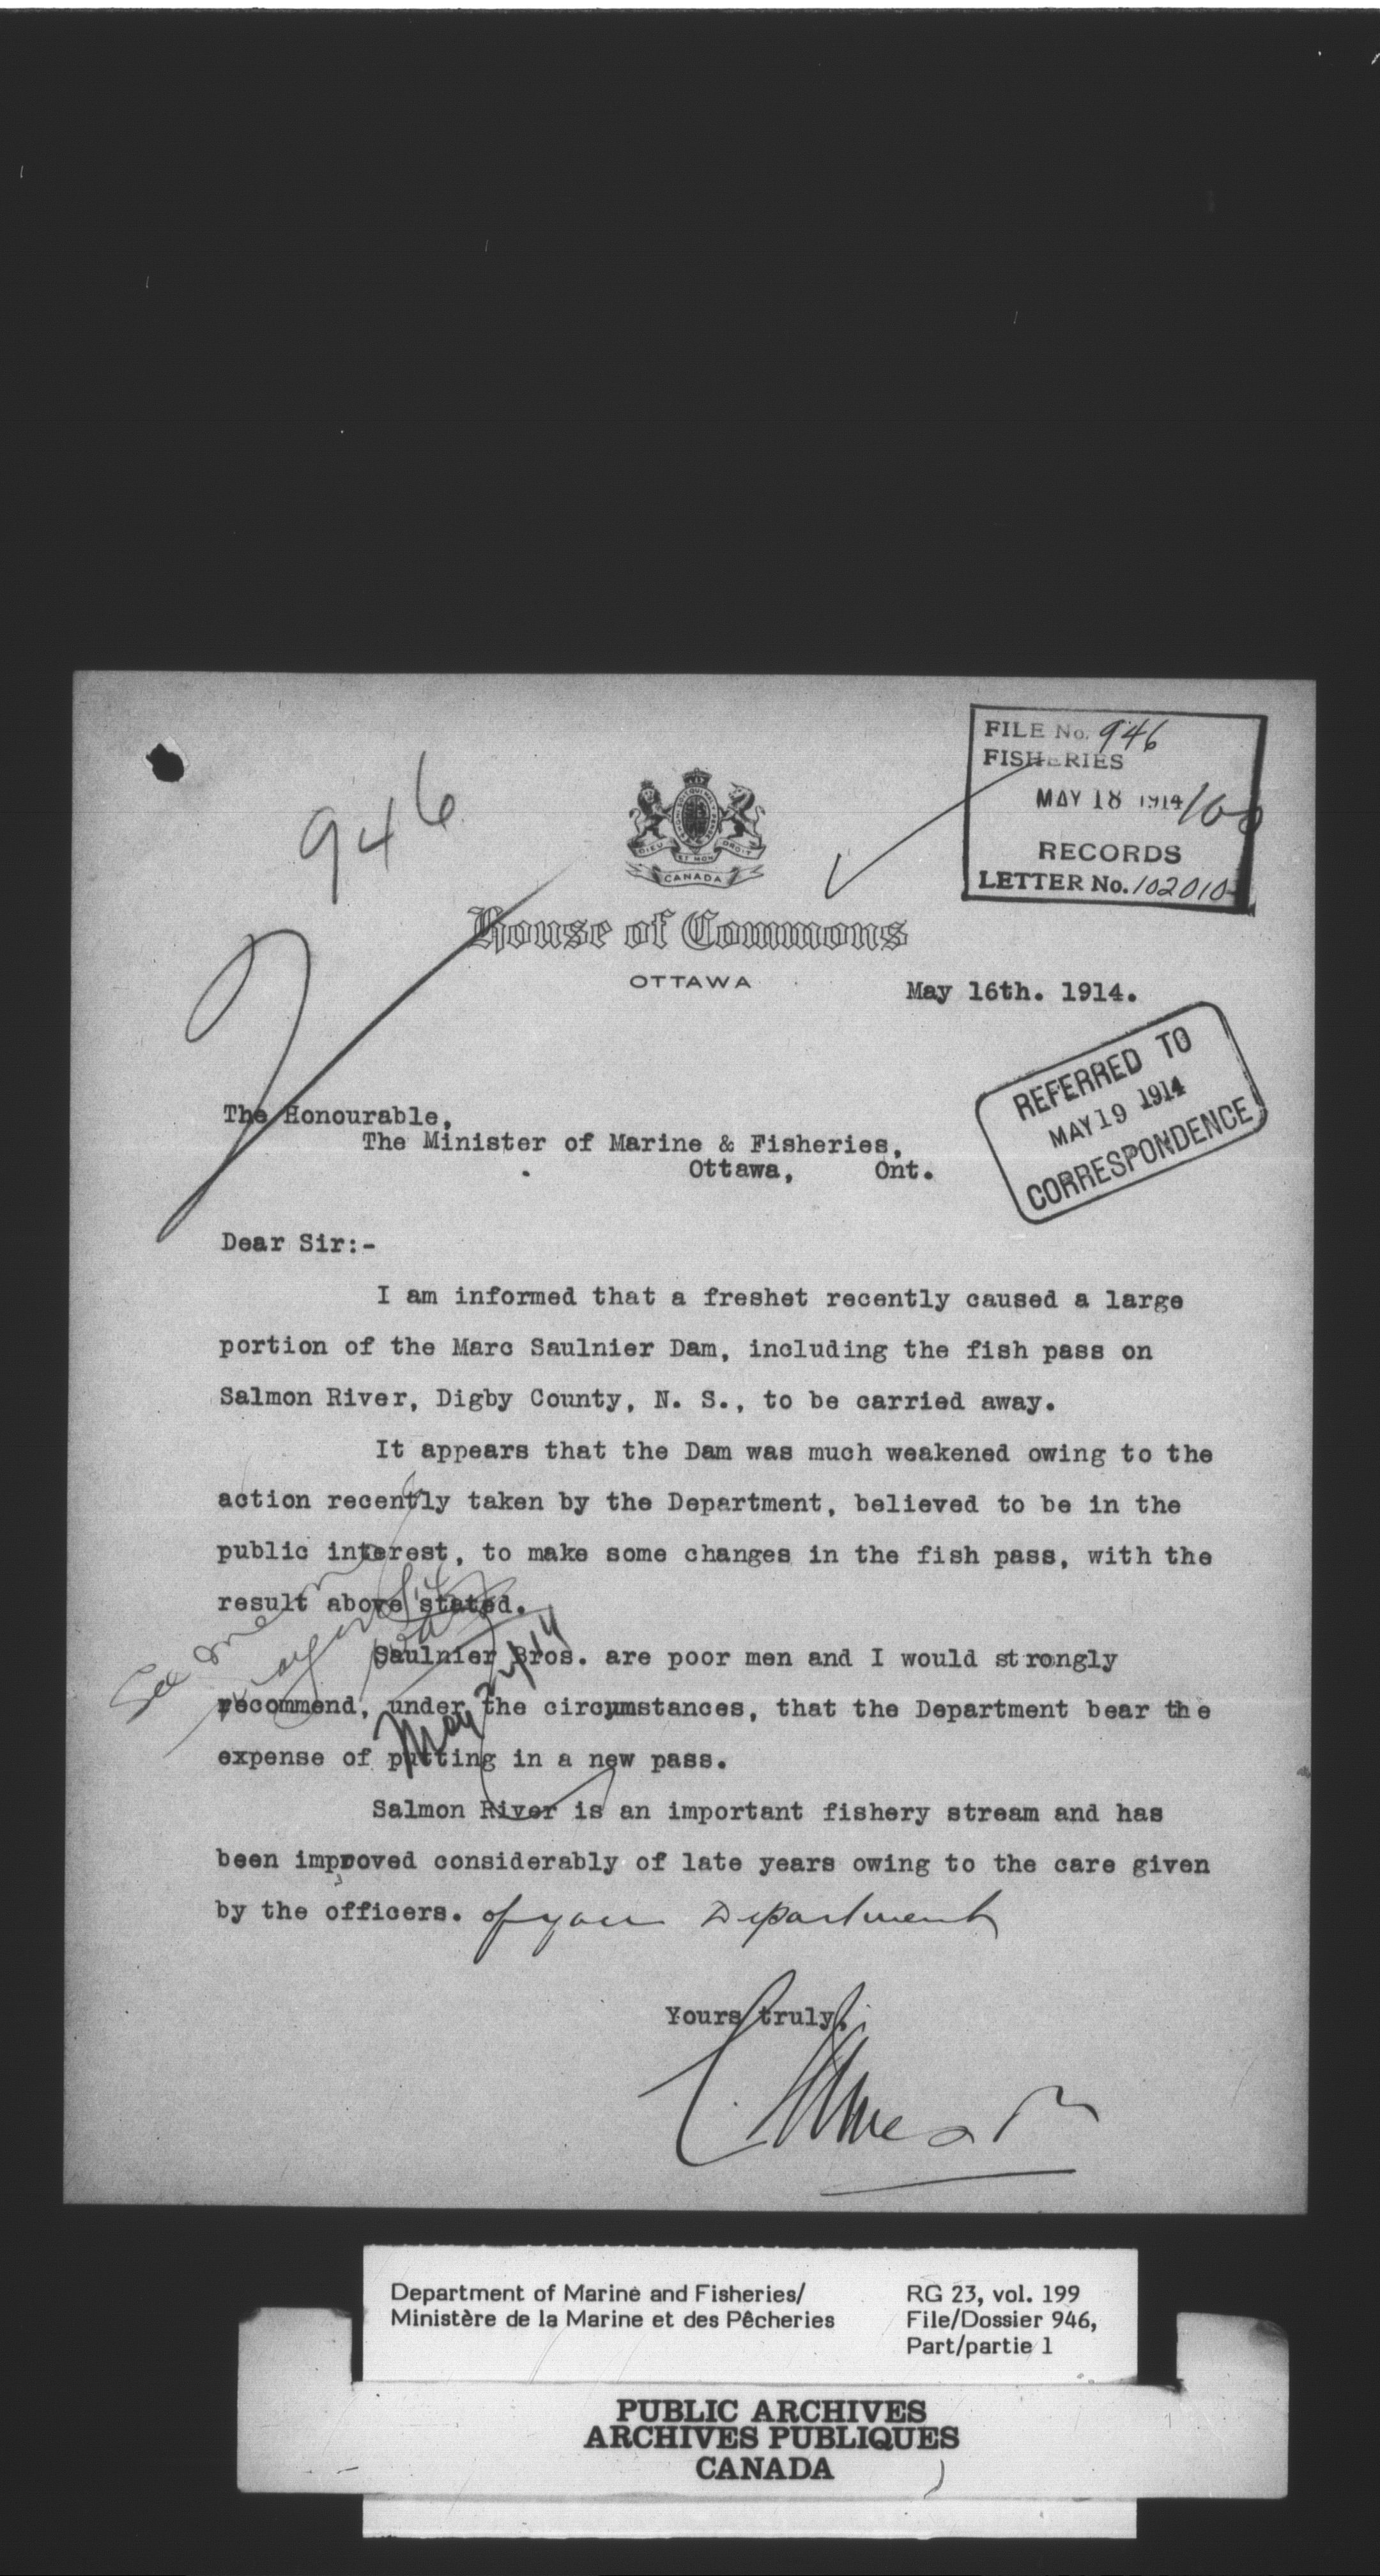 FILE No. 946
FISHERIES
MAY 18 1914
RECORDS
LETTER No. 102010
946
DIEU ET MON DROIT
CANADA
House of Commons
OTTAWA
May 16th. 1914.
REFERRED TO
MAY 19 1914
CORRESPONDENCE
The Honourable,
The Minister of Marine & Fisheries,
Ottawa, Ont.
Dear Sir:-
I am informed that a freshet recently caused a large
portion of the Marc Saulnier Dam, including the fish pass on
Salmon River, Digby County, N. S., to be carried away.
It appears that the Dam was much weakened owing to the
action recently taken by the Department, believed to be in the
public interest, to make some changes in the fish pass, with the
result above stated.
Saulnier Bros. are poor men and I would strongly
recommend, under the circumstances, that the Department bear the
expense of putting in a new pass.
See me
May
Salmon River is an important fishery stream and has
been improved considerably of late years owing to the care given
by the officers. of your Department
Yours truly,
Department of Marine and Fisheries/
Ministère de la Marine et des Pêcheries
RG 23, vol. 199
File/Dossier 946,
Part/partie 1
PUBLIC ARCHIVES
ARCHIVES PUBLIQUES
CANADA